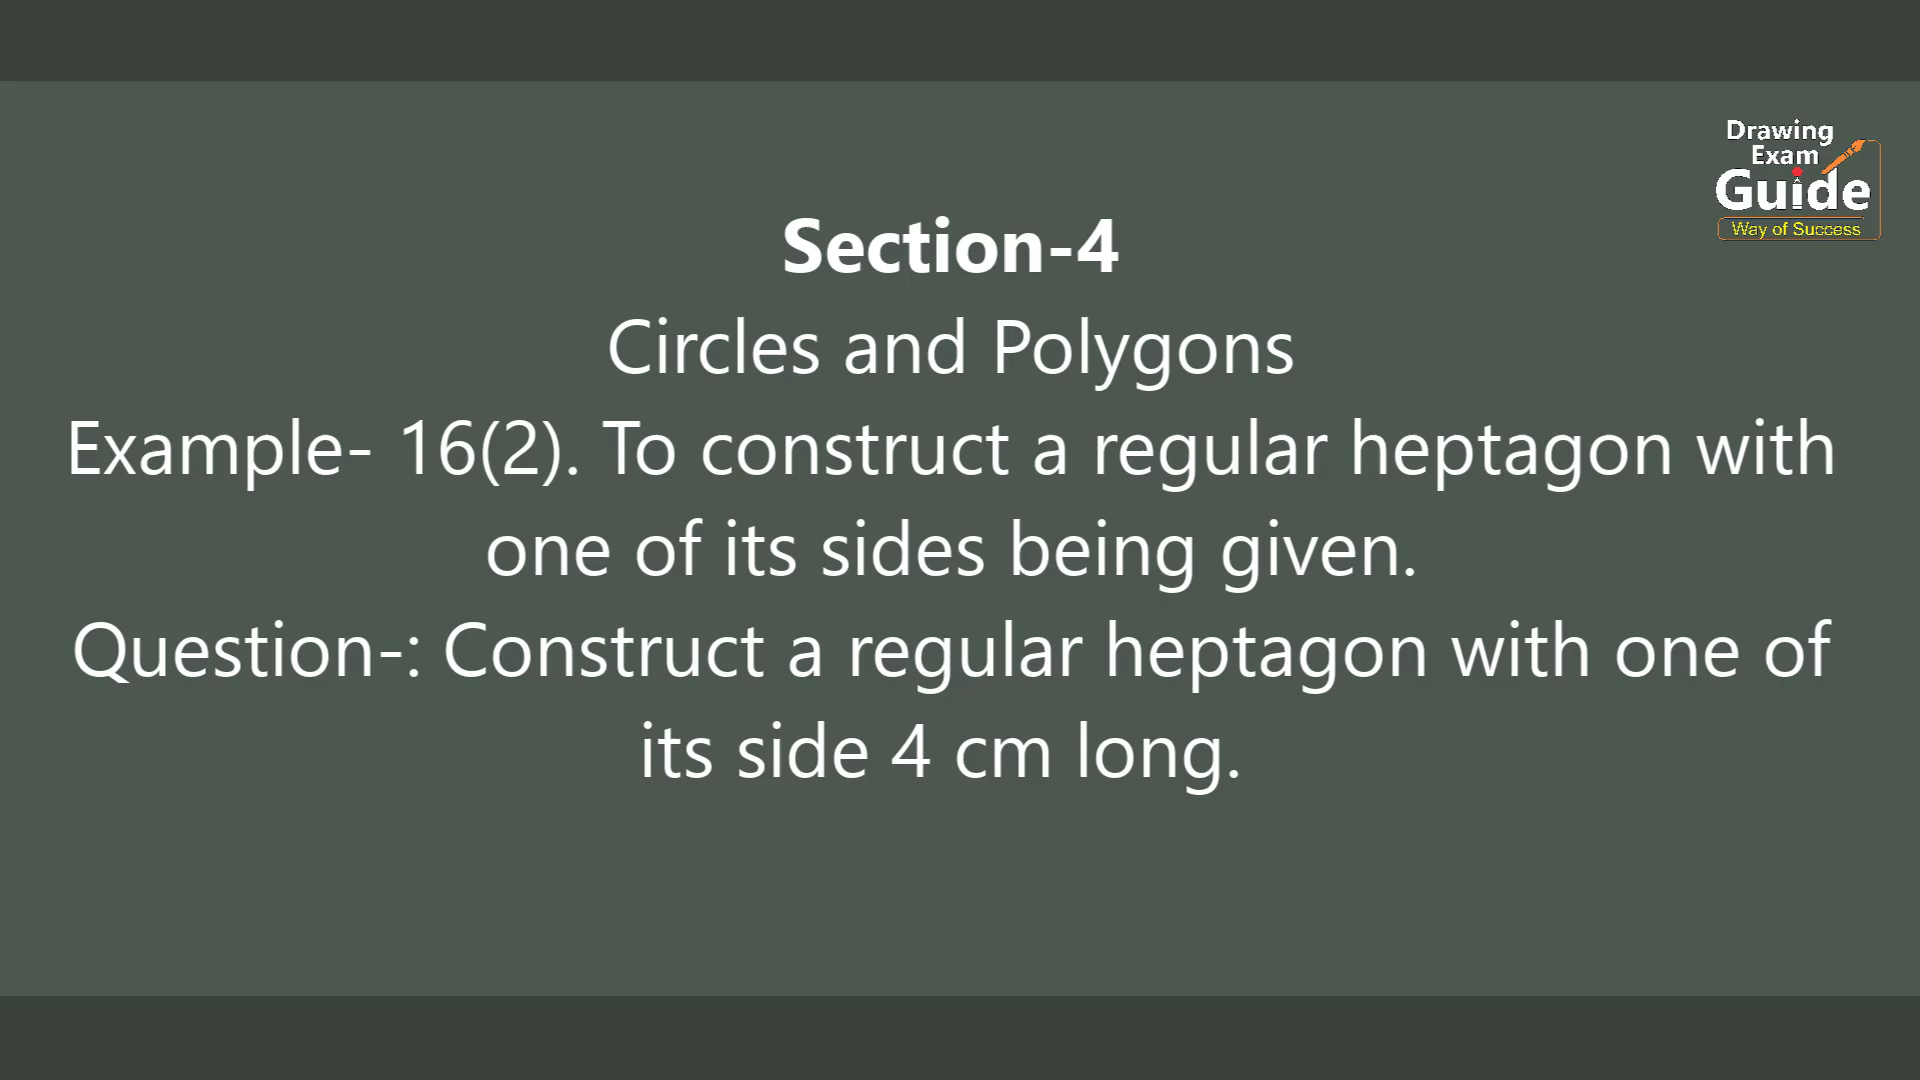 Drawing
Exam
Guide
Way of Success
Section-4
Circles and Polygons
Example- 16(2). To construct a regular heptagon with
one of its sides being given.
Question-: Construct a regular heptagon with one of
its side 4 cm long.